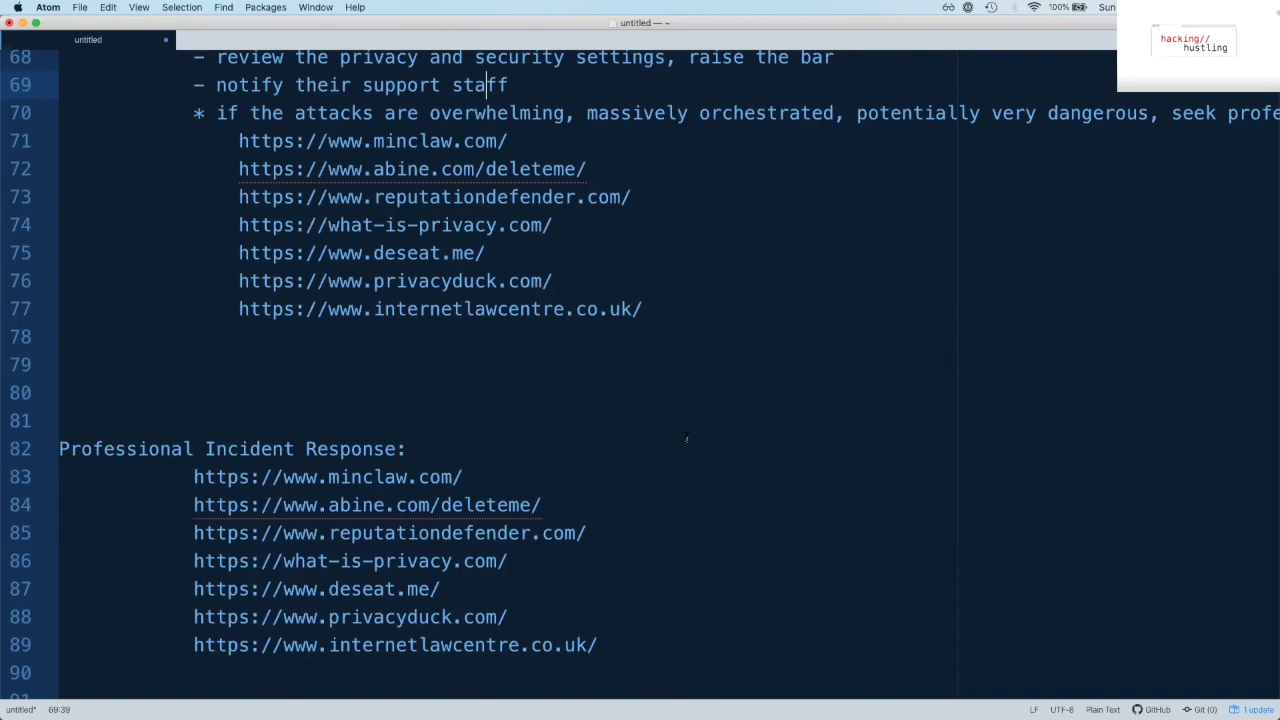 Atom File Edit View Selection Find Packages Window Help 100% Sun
untitled — ~
untitled
hacking//
hustling
68 - review the privacy and security settings, raise the bar
69 - notify their support staff
70 * if the attacks are overwhelming, massively orchestrated, potentially very dangerous, seek profe
71 https://www.minclaw.com/
72 https://www.abine.com/deleteme/
73 https://www.reputationdefender.com/
74 https://what-is-privacy.com/
75 https://www.deseat.me/
76 https://www.privacyduck.com/
77 https://www.internetlawcentre.co.uk/
78
79
80
81
82 Professional Incident Response:
83 https://www.minclaw.com/
84 https://www.abine.com/deleteme/
85 https://www.reputationdefender.com/
86 https://what-is-privacy.com/
87 https://www.deseat.me/
88 https://www.privacyduck.com/
89 https://www.internetlawcentre.co.uk/
90
91
untitled* 69:39 LF UTF-8 Plain Text GitHub Git (0) 1 update